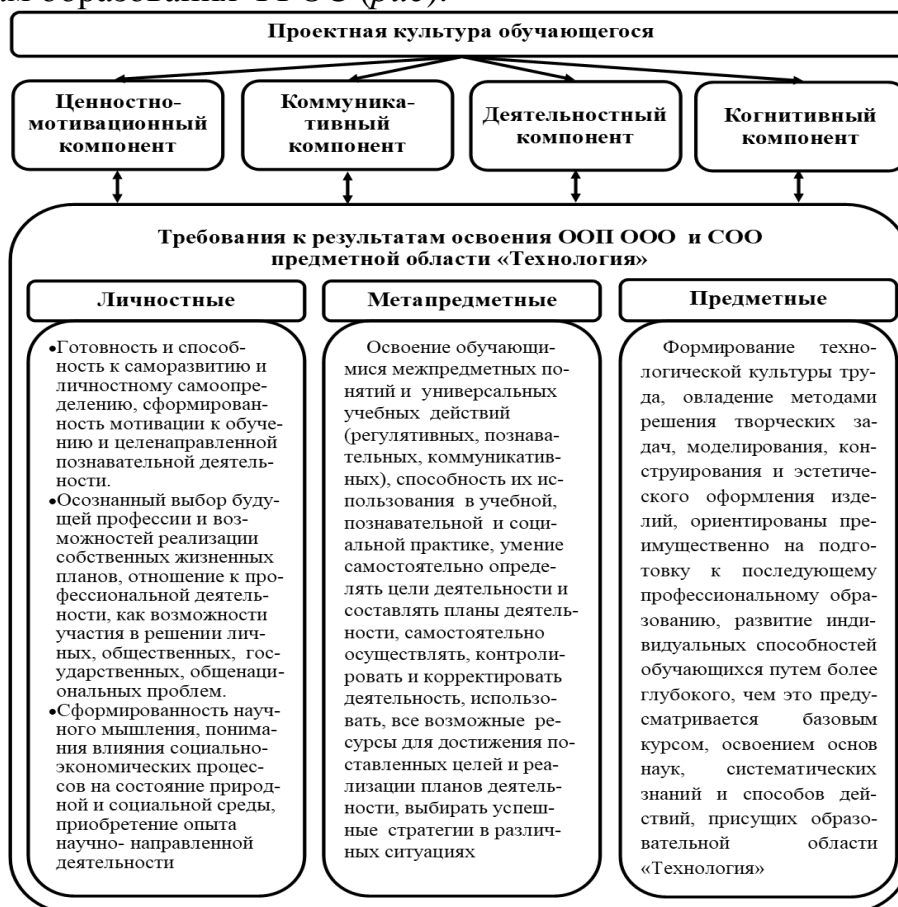 образования ФГОС (рис).
Проектная культура обучающегося
Ценностно-
мотивационный
компонент
Коммуника-
тивный
компонент
Деятельностный
компонент
Когнитивный
компонент
Требования к результатам освоения ООП ООО и СОО
предметной области «Технология»
Личностные
•Готовность и способ-
ность к саморазвитию и
личностному самоопре-
делению, сформирован-
ность мотивации к обуче-
нию и целенаправленной
познавательной деятель-
ности.
•Осознанный выбор буду-
щей профессии и воз-
можностей реализации
собственных жизненных
планов, отношение к про-
фессиональной деятель-
ности, как возможности
участия в решении лич-
ных, общественных, гос-
ударственных, общенаци-
ональных проблем.
•Сформированность науч-
ного мышления, понима-
ния влияния социально-
экономических процес-
сов на состояние природ-
ной и социальной среды,
приобретение опыта
научно- направленной
деятельности
Метапредметные
Освоение обучающи-
мися межпредметных по-
нятий и универсальных
учебных действий
(регулятивных, познава-
тельных, коммуникатив-
ных), способность их ис-
пользования в учебной,
познавательной и соци-
альной практике, умение
самостоятельно опреде-
лять цели деятельности и
составлять планы деятель-
ности, самостоятельно
осуществлять, контроли-
ровать и корректировать
деятельность, использо-
вать, все возможные ре-
сурсы для достижения по-
ставленных целей и реа-
лизации планов деятель-
ности, выбирать успеш-
ные стратегии в различ-
ных ситуациях
Предметные
Формирование техно-
логической культуры тру-
да, овладение методами
решения творческих за-
дач, моделирования, кон-
струирования и эстетиче-
ского оформления изде-
лий, ориентированы пре-
имущественно на подго-
товку к последующему
профессиональному обра-
зованию, развитие инди-
видуальных способностей
обучающихся путем более
глубокого, чем это преду-
сматривается базовым
курсом, освоением основ
наук, систематических
знаний и способов дей-
ствий, присущих образо-
вательной области
«Технология»